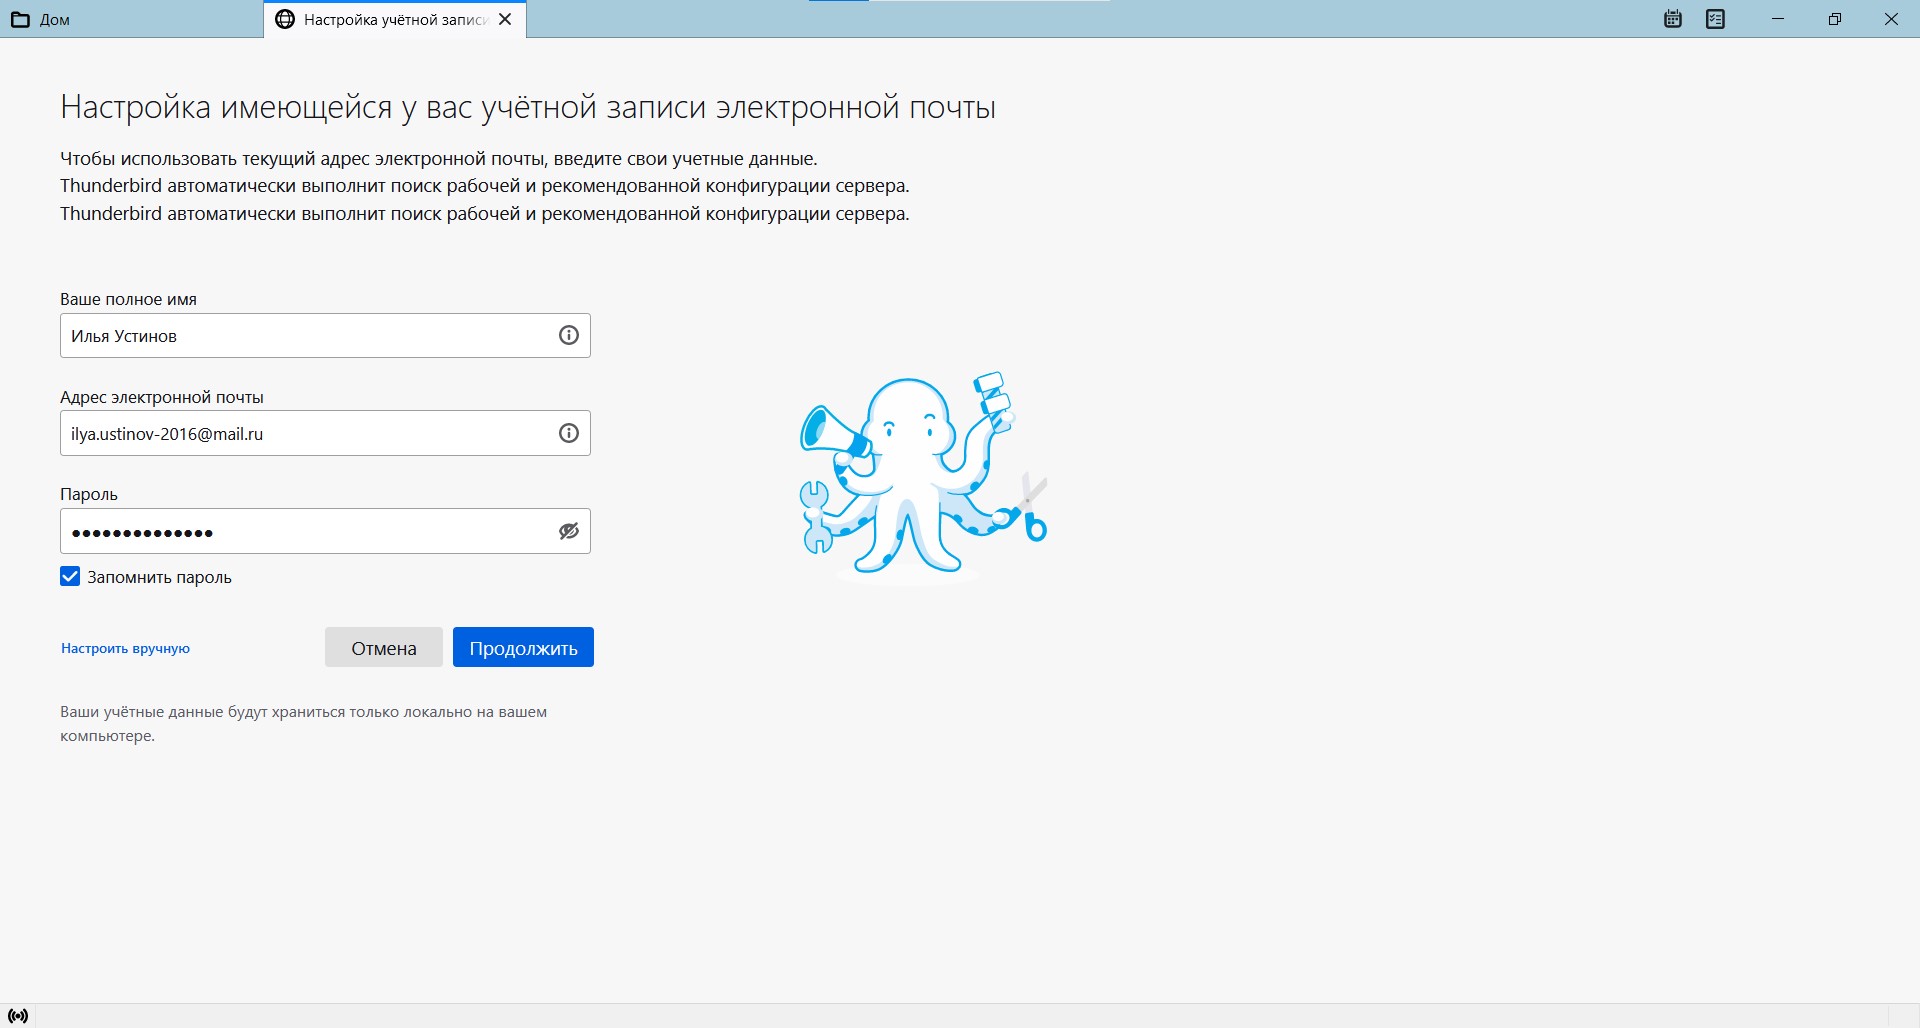 Дом
Настройка учётной записи
Настройка имеющейся у вас учётной записи электронной почты
Чтобы использовать текущий адрес электронной почты, введите свои учетные данные.
Thunderbird автоматически выполнит поиск рабочей и рекомендованной конфигурации сервера.
Thunderbird автоматически выполнит поиск рабочей и рекомендованной конфигурации сервера.
Ваше полное имя
Илья Устинов
Адрес электронной почты
ilya.ustinov-2016@mail.ru
Пароль
••••••••••••••
Запомнить пароль
Настроить вручную
Отмена
Продолжить
Ваши учётные данные будут храниться только локально на вашем
компьютере.